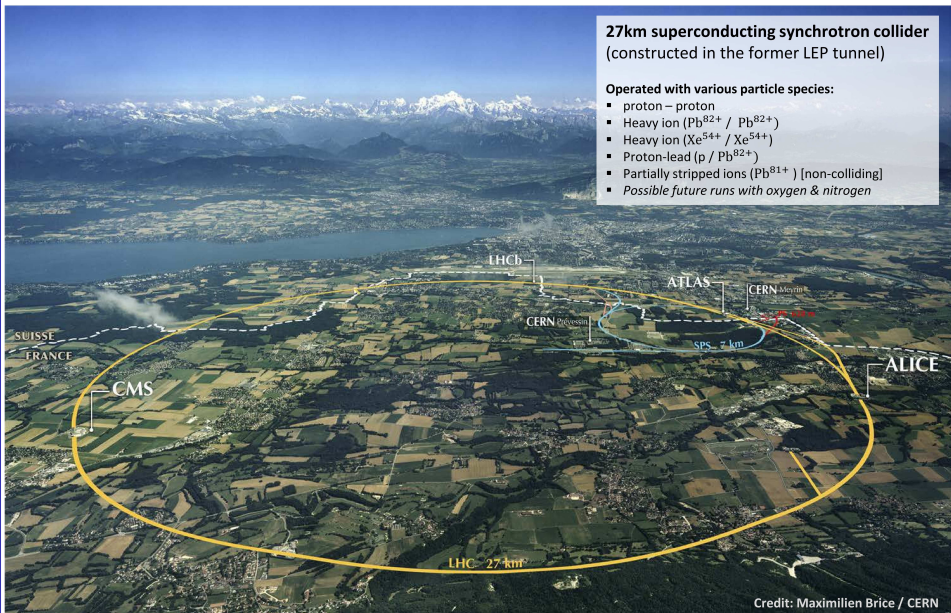 27km superconducting synchrotron collider
(constructed in the former LEP tunnel)
Operated with various particle species:
▪ proton – proton
▪ Heavy ion (Pb⁸²⁺ / Pb⁸²⁺)
▪ Heavy ion (Xe⁵⁴⁺ / Xe⁵⁴⁺)
▪ Proton-lead (p / Pb⁸²⁺)
▪ Partially stripped ions (Pb⁸¹⁺ ) [non-colliding]
▪ Possible future runs with oxygen & nitrogen
LHCb
ATLAS
CERN Meyrin
CERN Prévessin
SPS 7 km
SUISSE
FRANCE
CMS
ALICE
LHC 27 km
Credit: Maximilien Brice / CERN